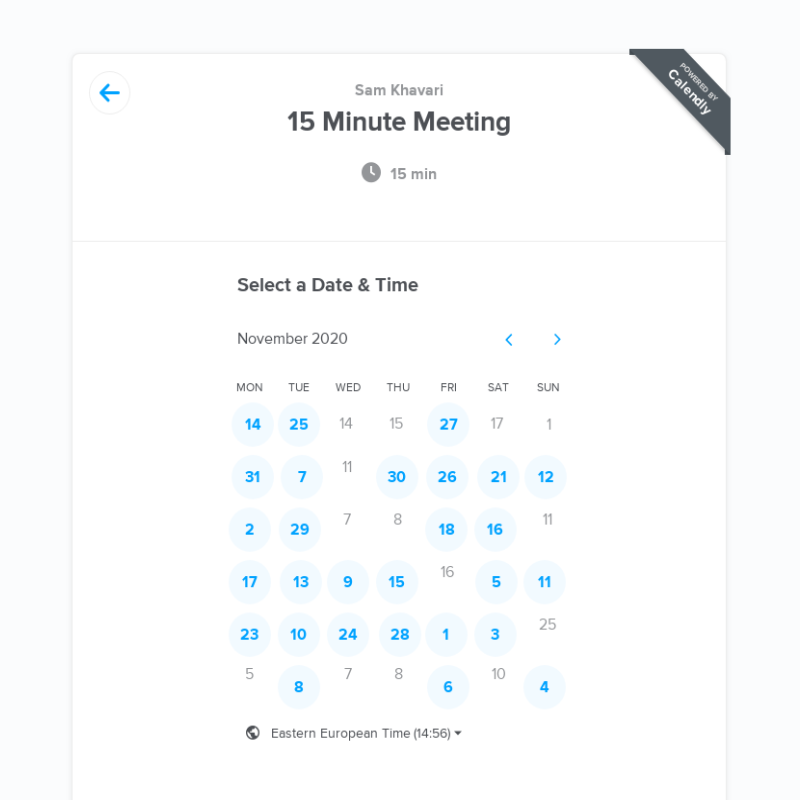 Sam Khavari
15 Minute Meeting
15 min
POWERED BY
Calendly
Select a Date & Time
November 2020
MON TUE WED THU FRI SAT SUN
14 25 14 15 27 17 1
31 7 11 30 26 21 12
2 29 7 8 18 16 11
17 13 9 15 16 5 11
23 10 24 28 1 3 25
5 8 7 8 6 10 4
Eastern European Time (14:56)